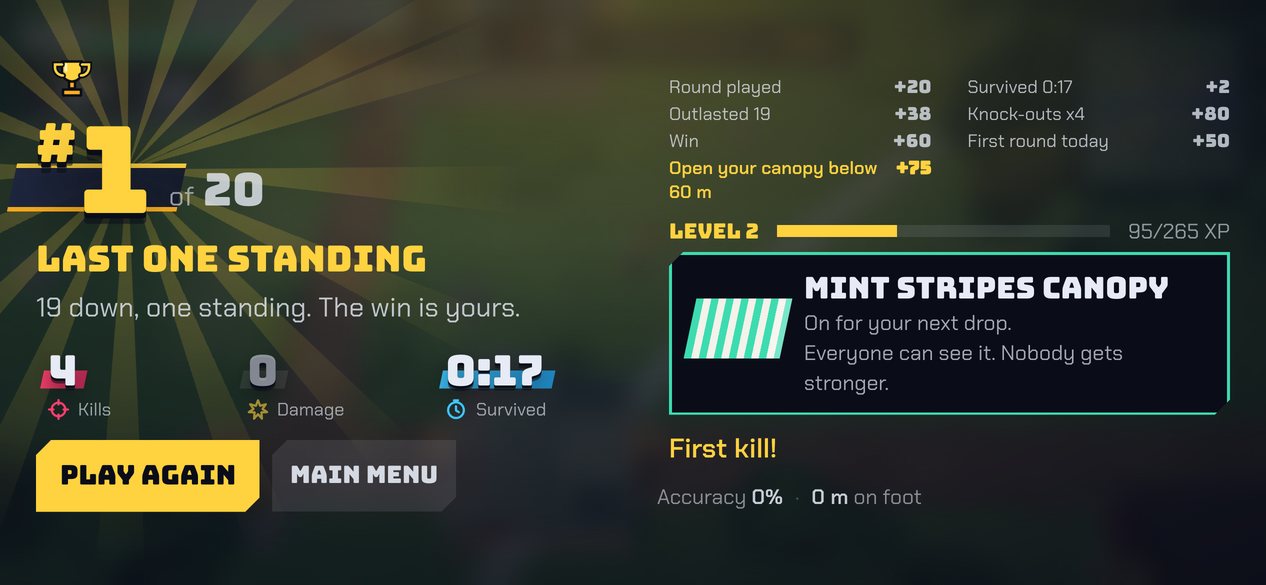 #1 of 20
LAST ONE STANDING
19 down, one standing. The win is yours.
4
Kills
0
Damage
0:17
Survived
PLAY AGAIN
MAIN MENU
Round played +20
Survived 0:17 +2
Outlasted 19 +38
Knock-outs x4 +80
Win +60
First round today +50
Open your canopy below +75
60 m
LEVEL 2 95/265 XP
MINT STRIPES CANOPY
On for your next drop.
Everyone can see it. Nobody gets
stronger.
First kill!
Accuracy 0% · 0 m on foot